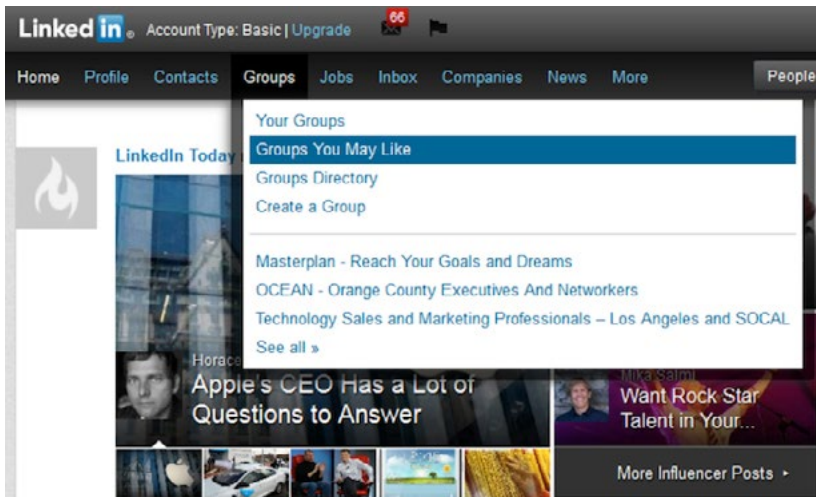 Linked in ® Account Type: Basic | Upgrade 66
Home Profile Contacts Groups Jobs Inbox Companies News More People
Your Groups
LinkedIn Today
Groups You May Like
Groups Directory
Create a Group
Masterplan - Reach Your Goals and Dreams
OCEAN - Orange County Executives And Networkers
Technology Sales and Marketing Professionals – Los Angeles and SOCAL
See all »
Horace
Apple's CEO Has a Lot of
Questions to Answer
Mika Salmi
Want Rock Star
Talent in Your...
More Influencer Posts ▸